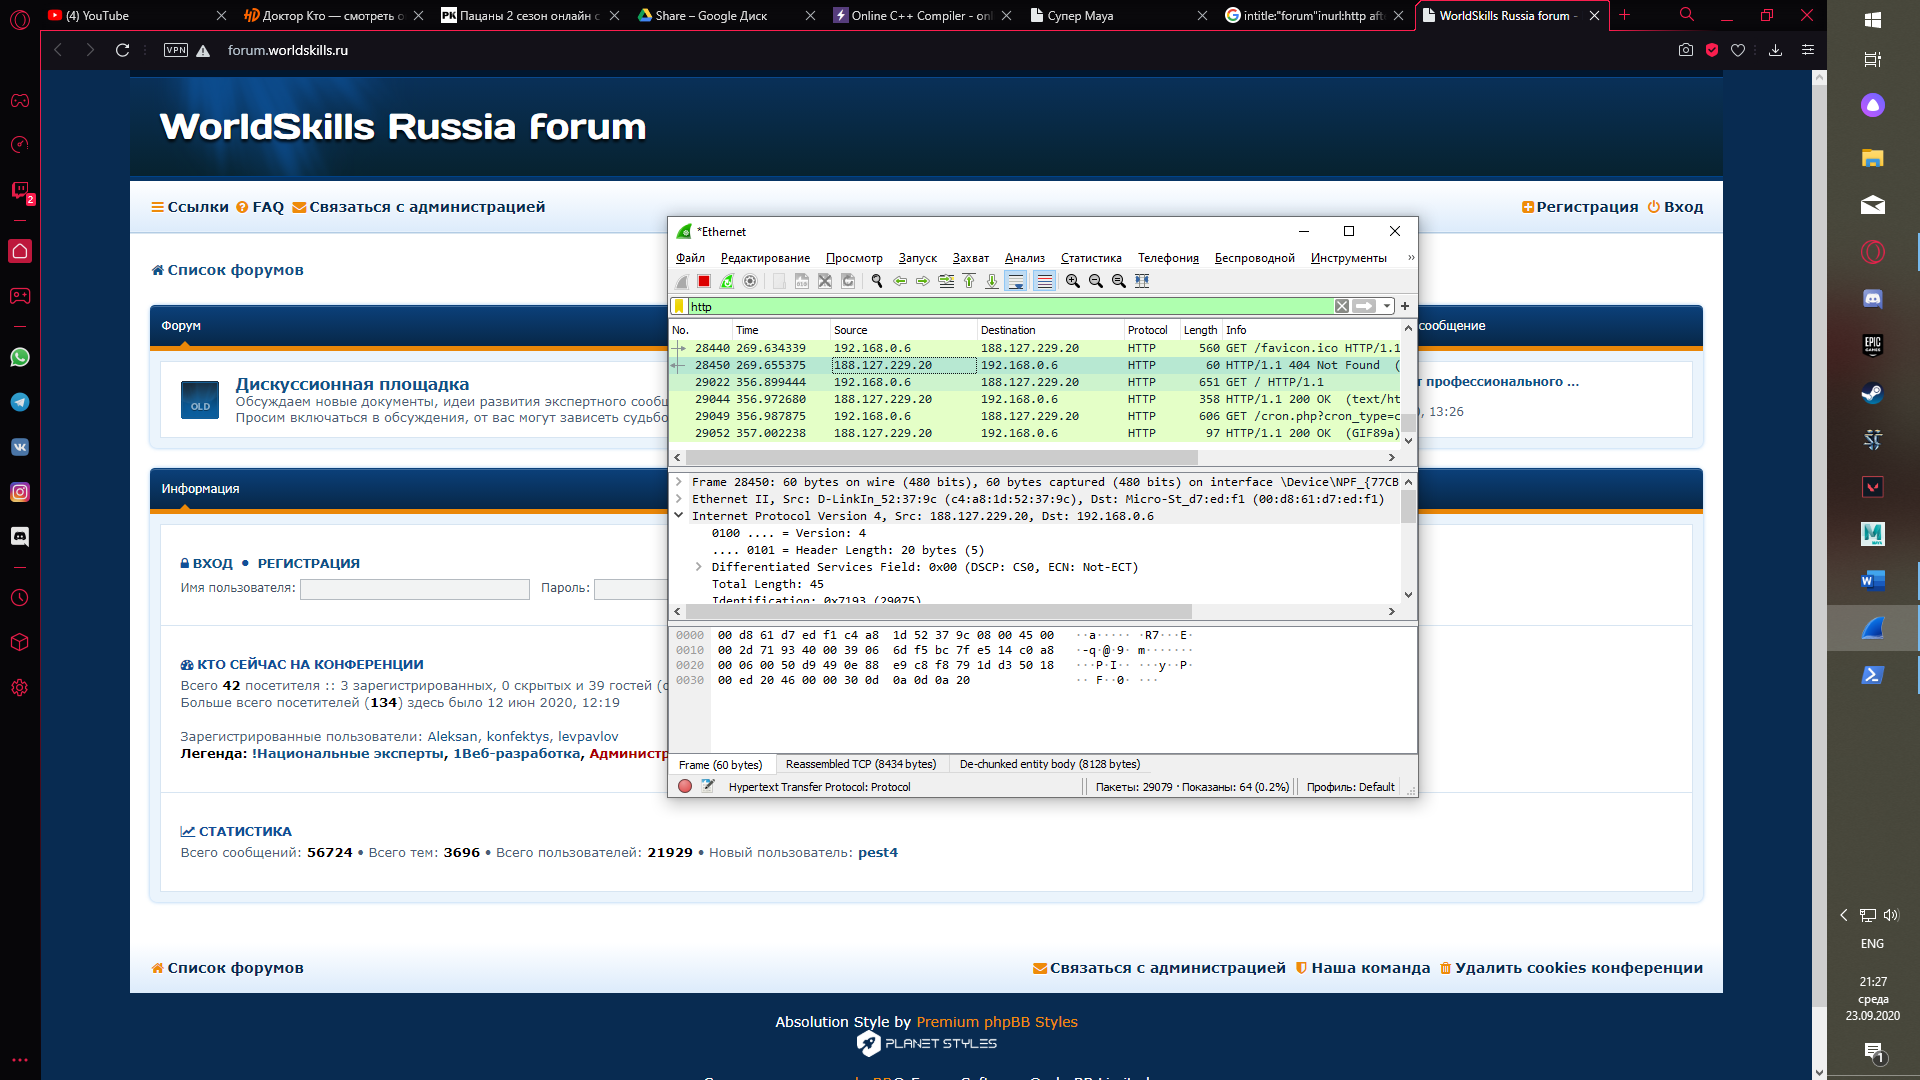 (4) YouTube
Доктор Кто — смотреть о
Пацаны 2 сезон онлайн с
Share – Google Диск
Online C++ Compiler - onl
Супер Maya
intitle:"forum"inurl:http aft
WorldSkills Russia forum -
VPN
forum.worldskills.ru
WorldSkills Russia forum
Ссылки FAQ Связаться с администрацией
Регистрация Вход
Список форумов
Форум
сообщение
OLD
Дискуссионная площадка
Обсуждаем новые документы, идеи развития экспертного сообщ
Просим включаться в обсуждения, от вас могут зависеть судьбо
т профессионального ...
, 13:26
Информация
ВХОД • РЕГИСТРАЦИЯ
Имя пользователя: Пароль:
КТО СЕЙЧАС НА КОНФЕРЕНЦИИ
Всего 42 посетителя :: 3 зарегистрированных, 0 скрытых и 39 гостей (
Больше всего посетителей (134) здесь было 12 июн 2020, 12:19
Зарегистрированные пользователи: Aleksan, konfektys, levpavlov
Легенда: !Национальные эксперты, 1Веб-разработка, Администр
СТАТИСТИКА
Всего сообщений: 56724 • Всего тем: 3696 • Всего пользователей: 21929 • Новый пользователь: pest4
Список форумов
Связаться с администрацией Наша команда Удалить cookies конференции
Absolution Style by Premium phpBB Styles
PLANET STYLES
*Ethernet
Файл Редактирование Просмотр Запуск Захват Анализ Статистика Телефония Беспроводной Инструменты »
http
No. Time Source Destination Protocol Length Info
28440 269.634339 192.168.0.6 188.127.229.20 HTTP 560 GET /favicon.ico HTTP/1.1
28450 269.655375 188.127.229.20 192.168.0.6 HTTP 60 HTTP/1.1 404 Not Found (
29022 356.899444 192.168.0.6 188.127.229.20 HTTP 651 GET / HTTP/1.1
29044 356.972680 188.127.229.20 192.168.0.6 HTTP 358 HTTP/1.1 200 OK (text/ht
29049 356.987875 192.168.0.6 188.127.229.20 HTTP 606 GET /cron.php?cron_type=c
29052 357.002238 188.127.229.20 192.168.0.6 HTTP 97 HTTP/1.1 200 OK (GIF89a)
Frame 28450: 60 bytes on wire (480 bits), 60 bytes captured (480 bits) on interface \Device\NPF_{77CB
Ethernet II, Src: D-LinkIn_52:37:9c (c4:a8:1d:52:37:9c), Dst: Micro-St_d7:ed:f1 (00:d8:61:d7:ed:f1)
Internet Protocol Version 4, Src: 188.127.229.20, Dst: 192.168.0.6
0100 .... = Version: 4
.... 0101 = Header Length: 20 bytes (5)
Differentiated Services Field: 0x00 (DSCP: CS0, ECN: Not-ECT)
Total Length: 45
Identification: 0x7193 (29075)
0000 00 d8 61 d7 ed f1 c4 a8 1d 52 37 9c 08 00 45 00 ··a····· ·R7···E·
0010 00 2d 71 93 40 00 39 06 6d f5 bc 7f e5 14 c0 a8 ·-q·@·9· m·······
0020 00 06 00 50 d9 49 0e 88 e9 c8 f8 79 1d d3 50 18 ···P·I·· ···y··P·
0030 00 ed 20 46 00 00 30 0d 0a 0d 0a 20 ·· F··0· ···
Frame (60 bytes) Reassembled TCP (8434 bytes) De-chunked entity body (8128 bytes)
Hypertext Transfer Protocol: Protocol
Пакеты: 29079 · Показаны: 64 (0.2%)
Профиль: Default
2
EPIC GAMES
ENG
21:27
среда
23.09.2020
1